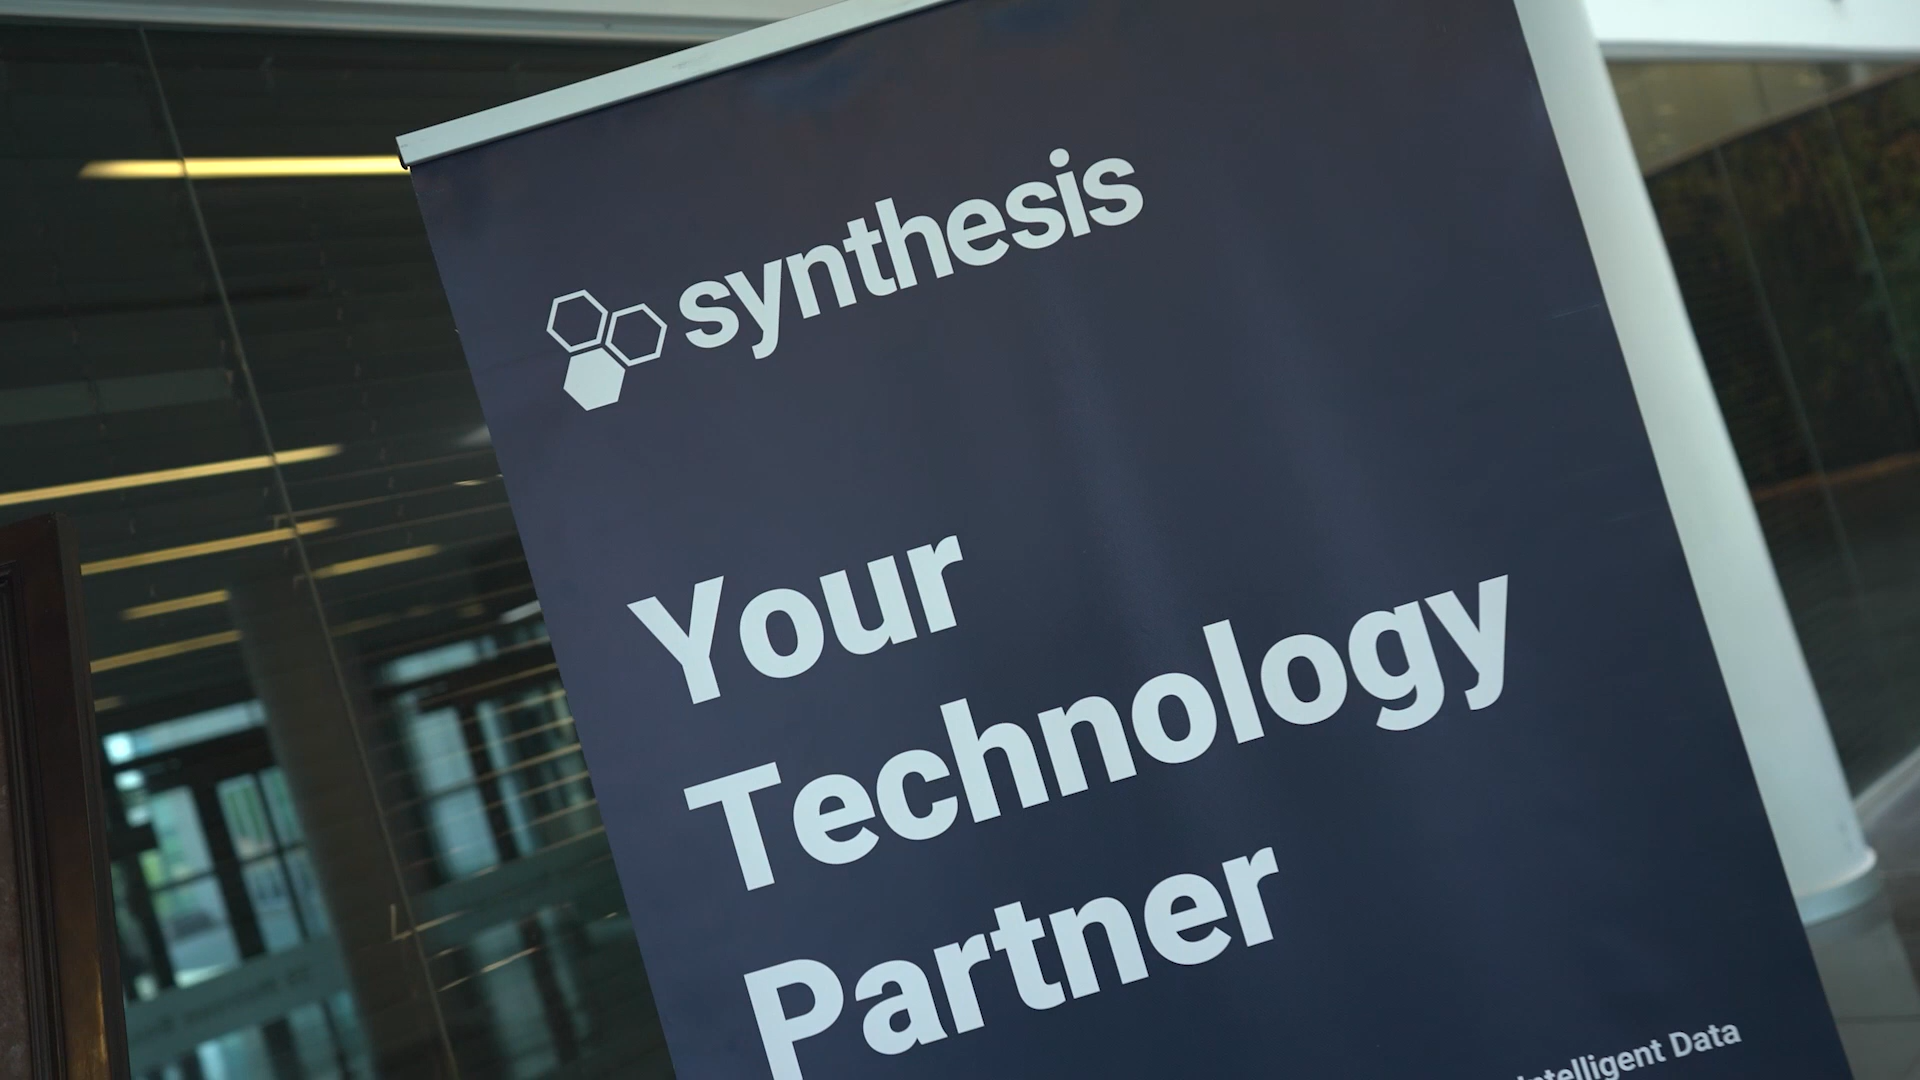 synthesis
Your
Technology
Partner
Intelligent Data